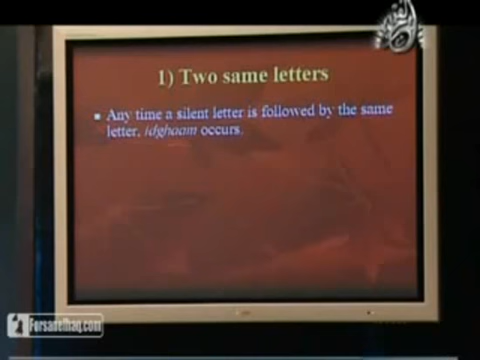 1) Two same letters
Any time a silent letter is followed by the same
letter, idghaam occurs.
Forsanelhaq.com